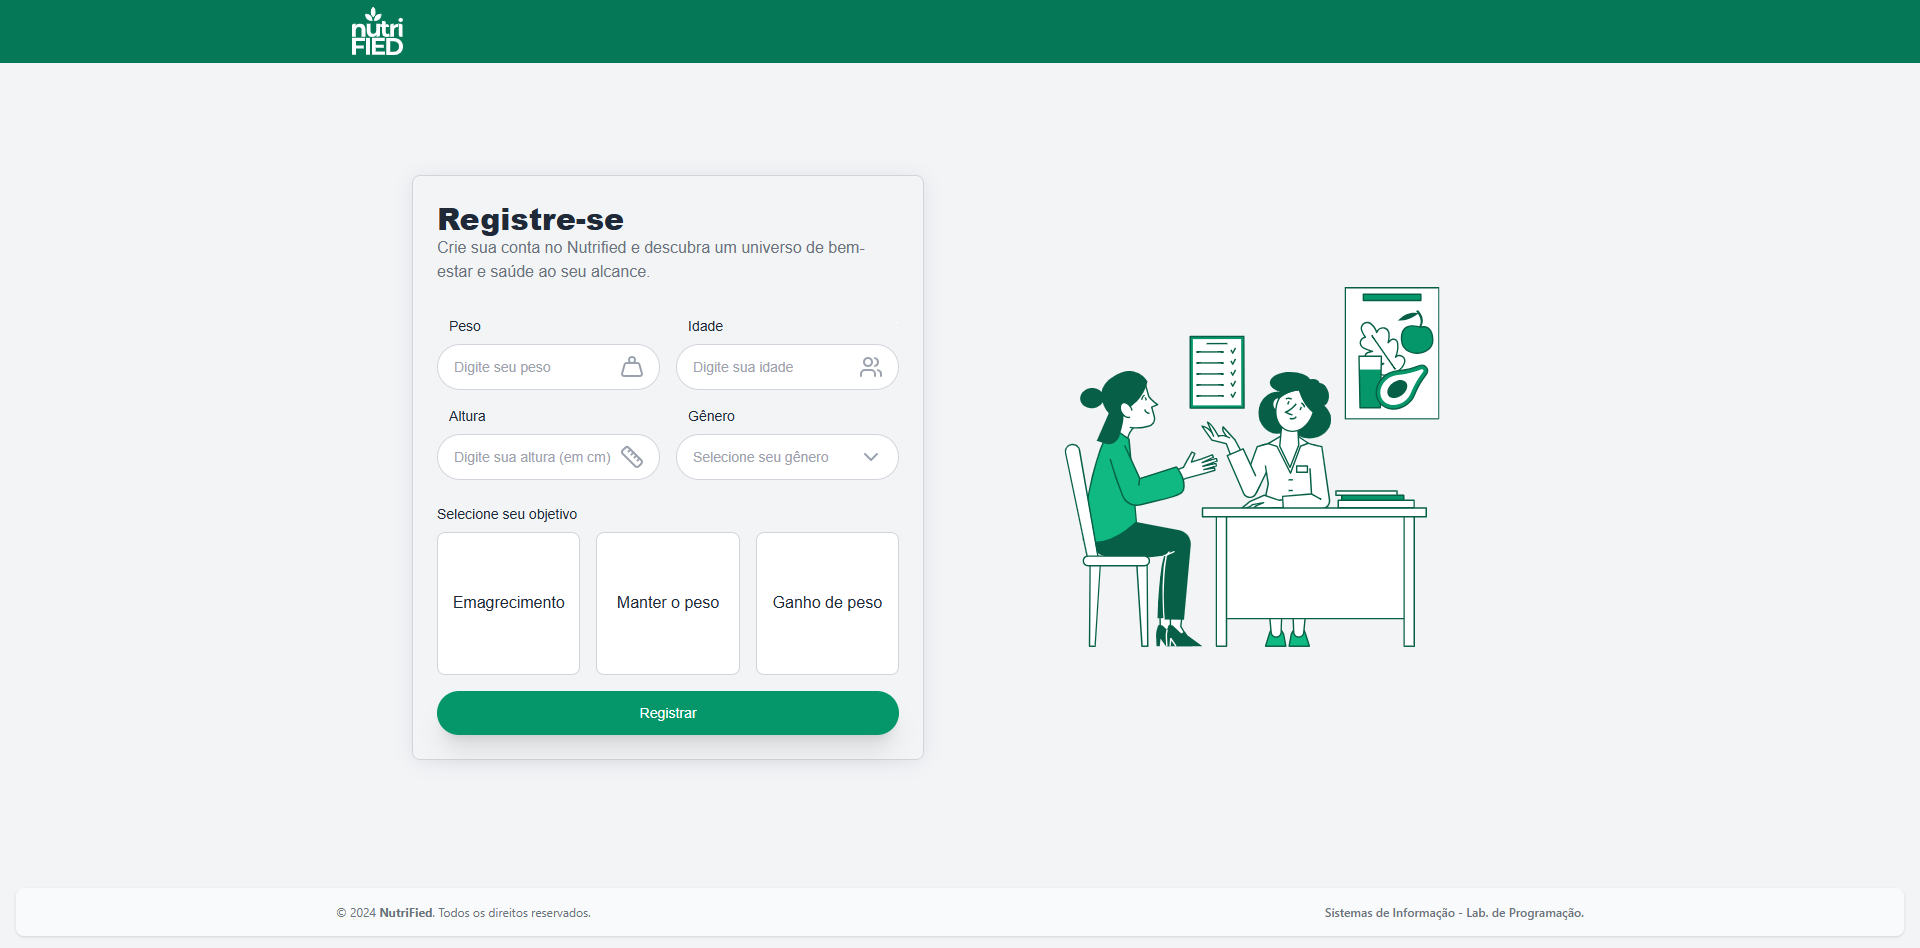 nutri
FIED
Registre-se
Crie sua conta no Nutrified e descubra um universo de bem-
estar e saúde ao seu alcance.
Peso
Idade
Digite seu peso
Digite sua idade
Altura
Gênero
Digite sua altura (em cm)
Selecione seu gênero
Selecione seu objetivo
Emagrecimento
Manter o peso
Ganho de peso
Registrar
© 2024 NutriFied. Todos os direitos reservados.
Sistemas de Informação - Lab. de Programação.